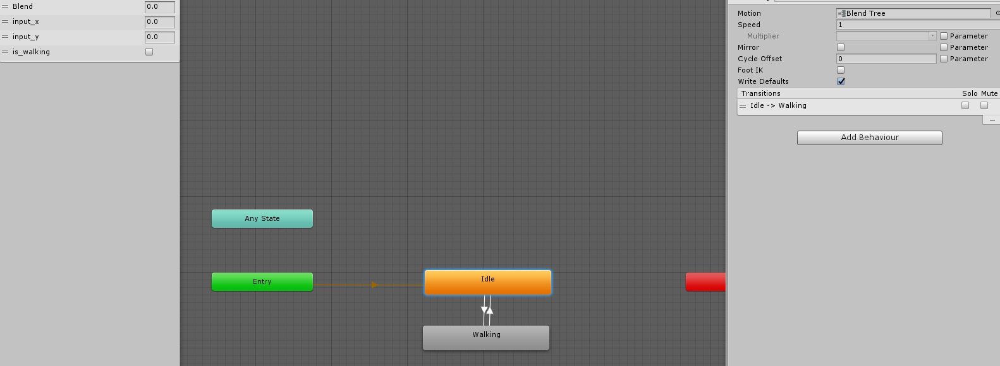 Blend 0.0
input_x 0.0
input_y 0.0
is_walking
Any State
Entry
Idle
Walking
Motion Blend Tree
Speed 1
Multiplier Parameter
Mirror Parameter
Cycle Offset 0 Parameter
Foot IK
Write Defaults
Transitions Solo Mute
Idle -> Walking
Add Behaviour